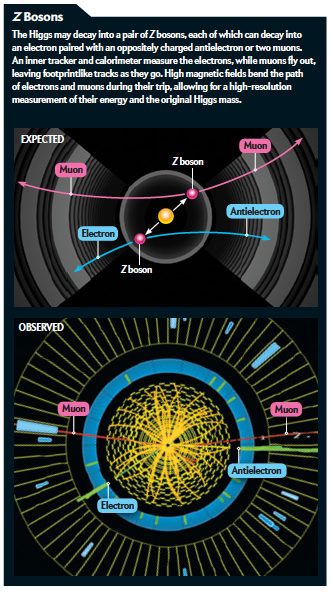 Z Bosons
The Higgs may decay into a pair of Z bosons, each of which can decay into
an electron paired with an oppositely charged antielectron or two muons.
An inner tracker and calorimeter measure the electrons, while muons fly out,
leaving footprintlike tracks as they go. High magnetic fields bend the path
of electrons and muons during their trip, allowing for a high-resolution
measurement of their energy and the original Higgs mass.
EXPECTED
Muon
Muon
Z boson
Antielectron
Electron
Z boson
OBSERVED
Muon
Muon
Antielectron
Electron